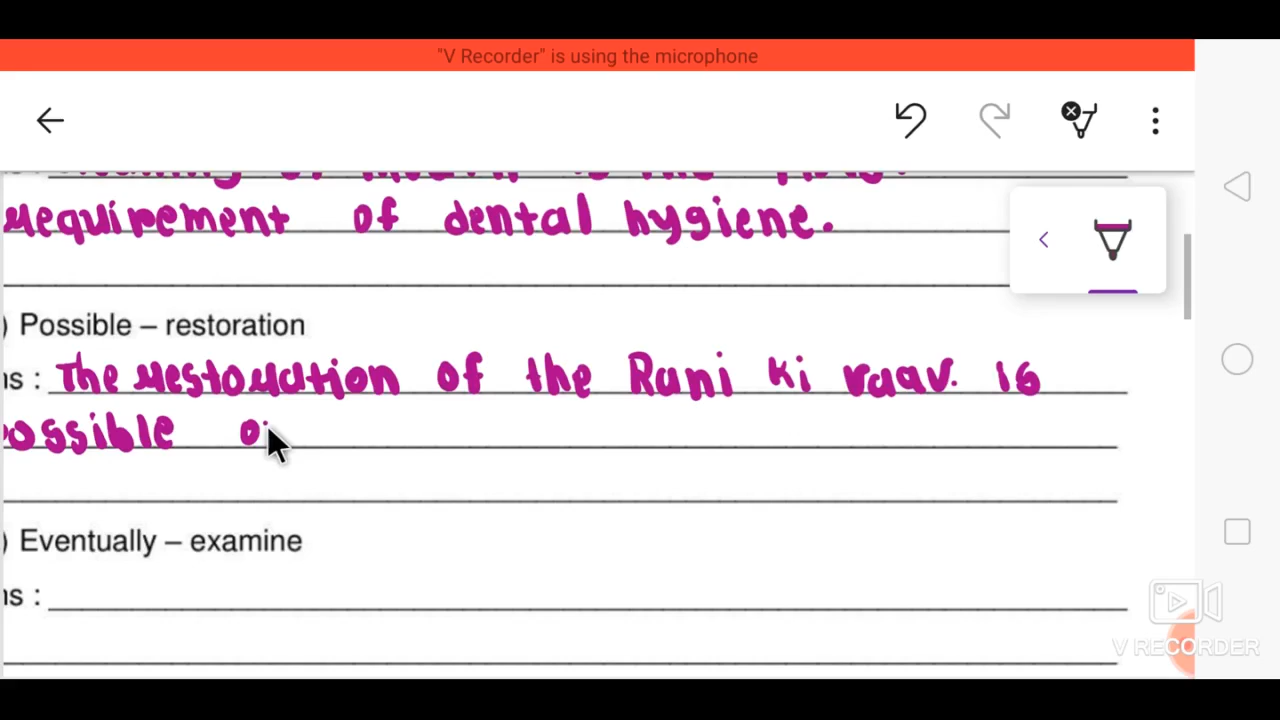 "V Recorder" is using the microphone
requirement of dental hygiene.
) Possible – restoration
ns : The restoration of the Rani ki vaav. is
possible
) Eventually – examine
ns :
V RECORDER